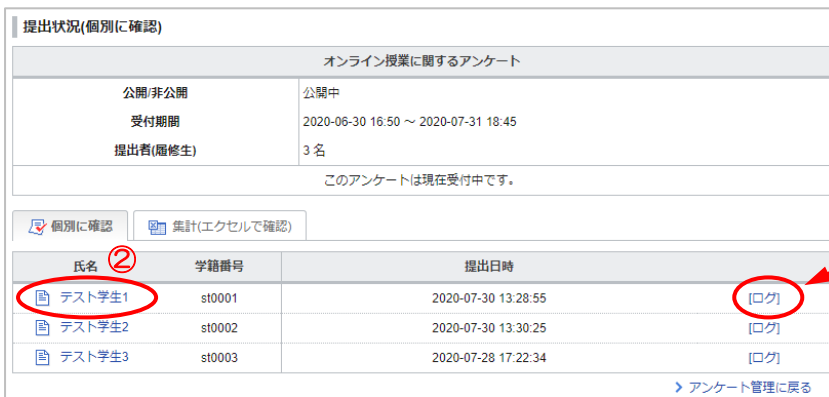 提出状況(個別に確認)
オンライン授業に関するアンケート
公開/非公開 公開中
受付期間 2020-06-30 16:50 ~ 2020-07-31 18:45
提出者(履修生) 3 名
このアンケートは現在受付中です。
個別に確認 集計(エクセルで確認)
氏名 ② 学籍番号 提出日時
テスト学生1 st0001 2020-07-30 13:28:55 [ログ]
テスト学生2 st0002 2020-07-30 13:30:25 [ログ]
テスト学生3 st0003 2020-07-28 17:22:34 [ログ]
アンケート管理に戻る